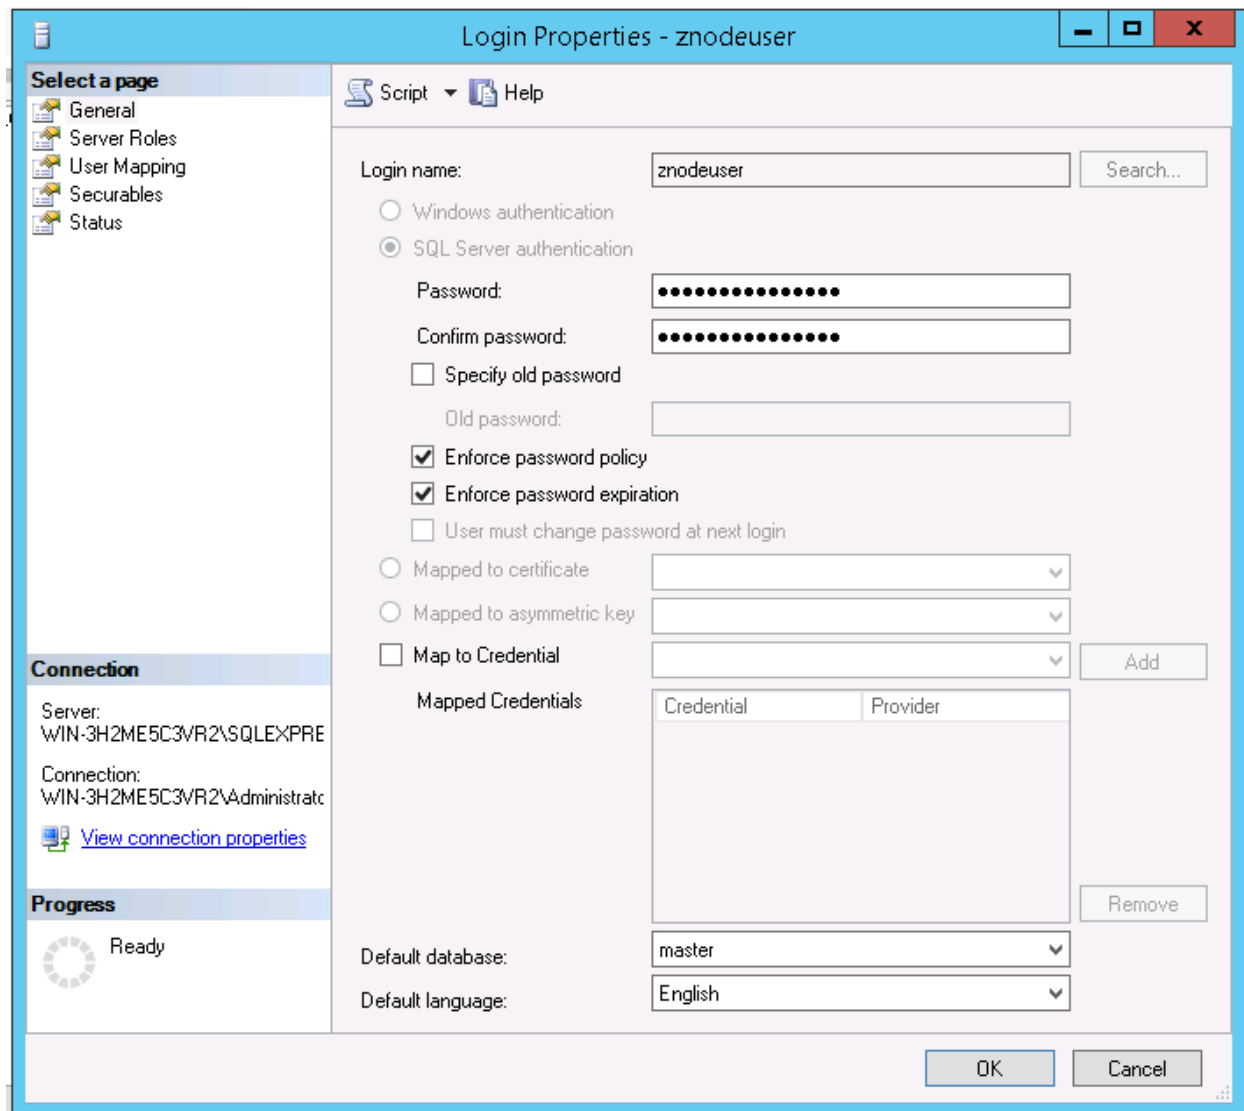 Login Properties - znodeuser
Select a page
General
Server Roles
User Mapping
Securables
Status
Script
Help
Login name:
znodeuser
Search...
Windows authentication
SQL Server authentication
Password:
●●●●●●●●●●●●●●●
Confirm password:
●●●●●●●●●●●●●●●
Specify old password
Old password:
Enforce password policy
Enforce password expiration
User must change password at next login
Mapped to certificate
Mapped to asymmetric key
Map to Credential
Add
Mapped Credentials
Credential
Provider
Remove
Default database:
master
Default language:
English
Connection
Server:
WIN-3H2ME5C3VR2\SQLEXPRE
Connection:
WIN-3H2ME5C3VR2\Administratc
View connection properties
Progress
Ready
OK
Cancel